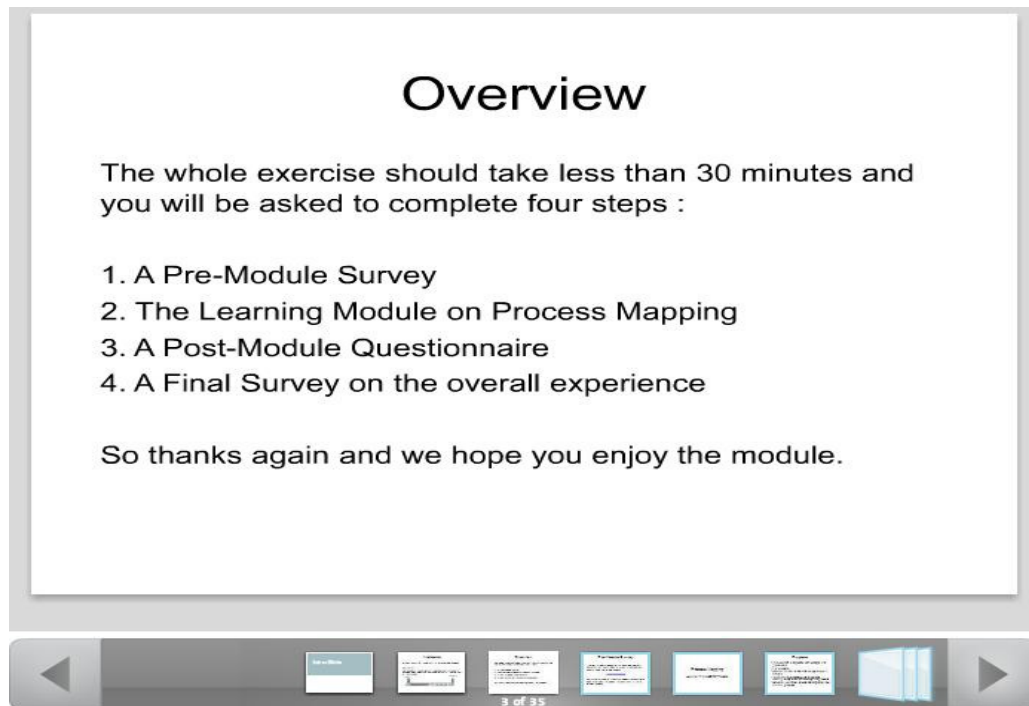 Overview
The whole exercise should take less than 30 minutes and
you will be asked to complete four steps :
1. A Pre-Module Survey
2. The Learning Module on Process Mapping
3. A Post-Module Questionnaire
4. A Final Survey on the overall experience
So thanks again and we hope you enjoy the module.
3 of 35